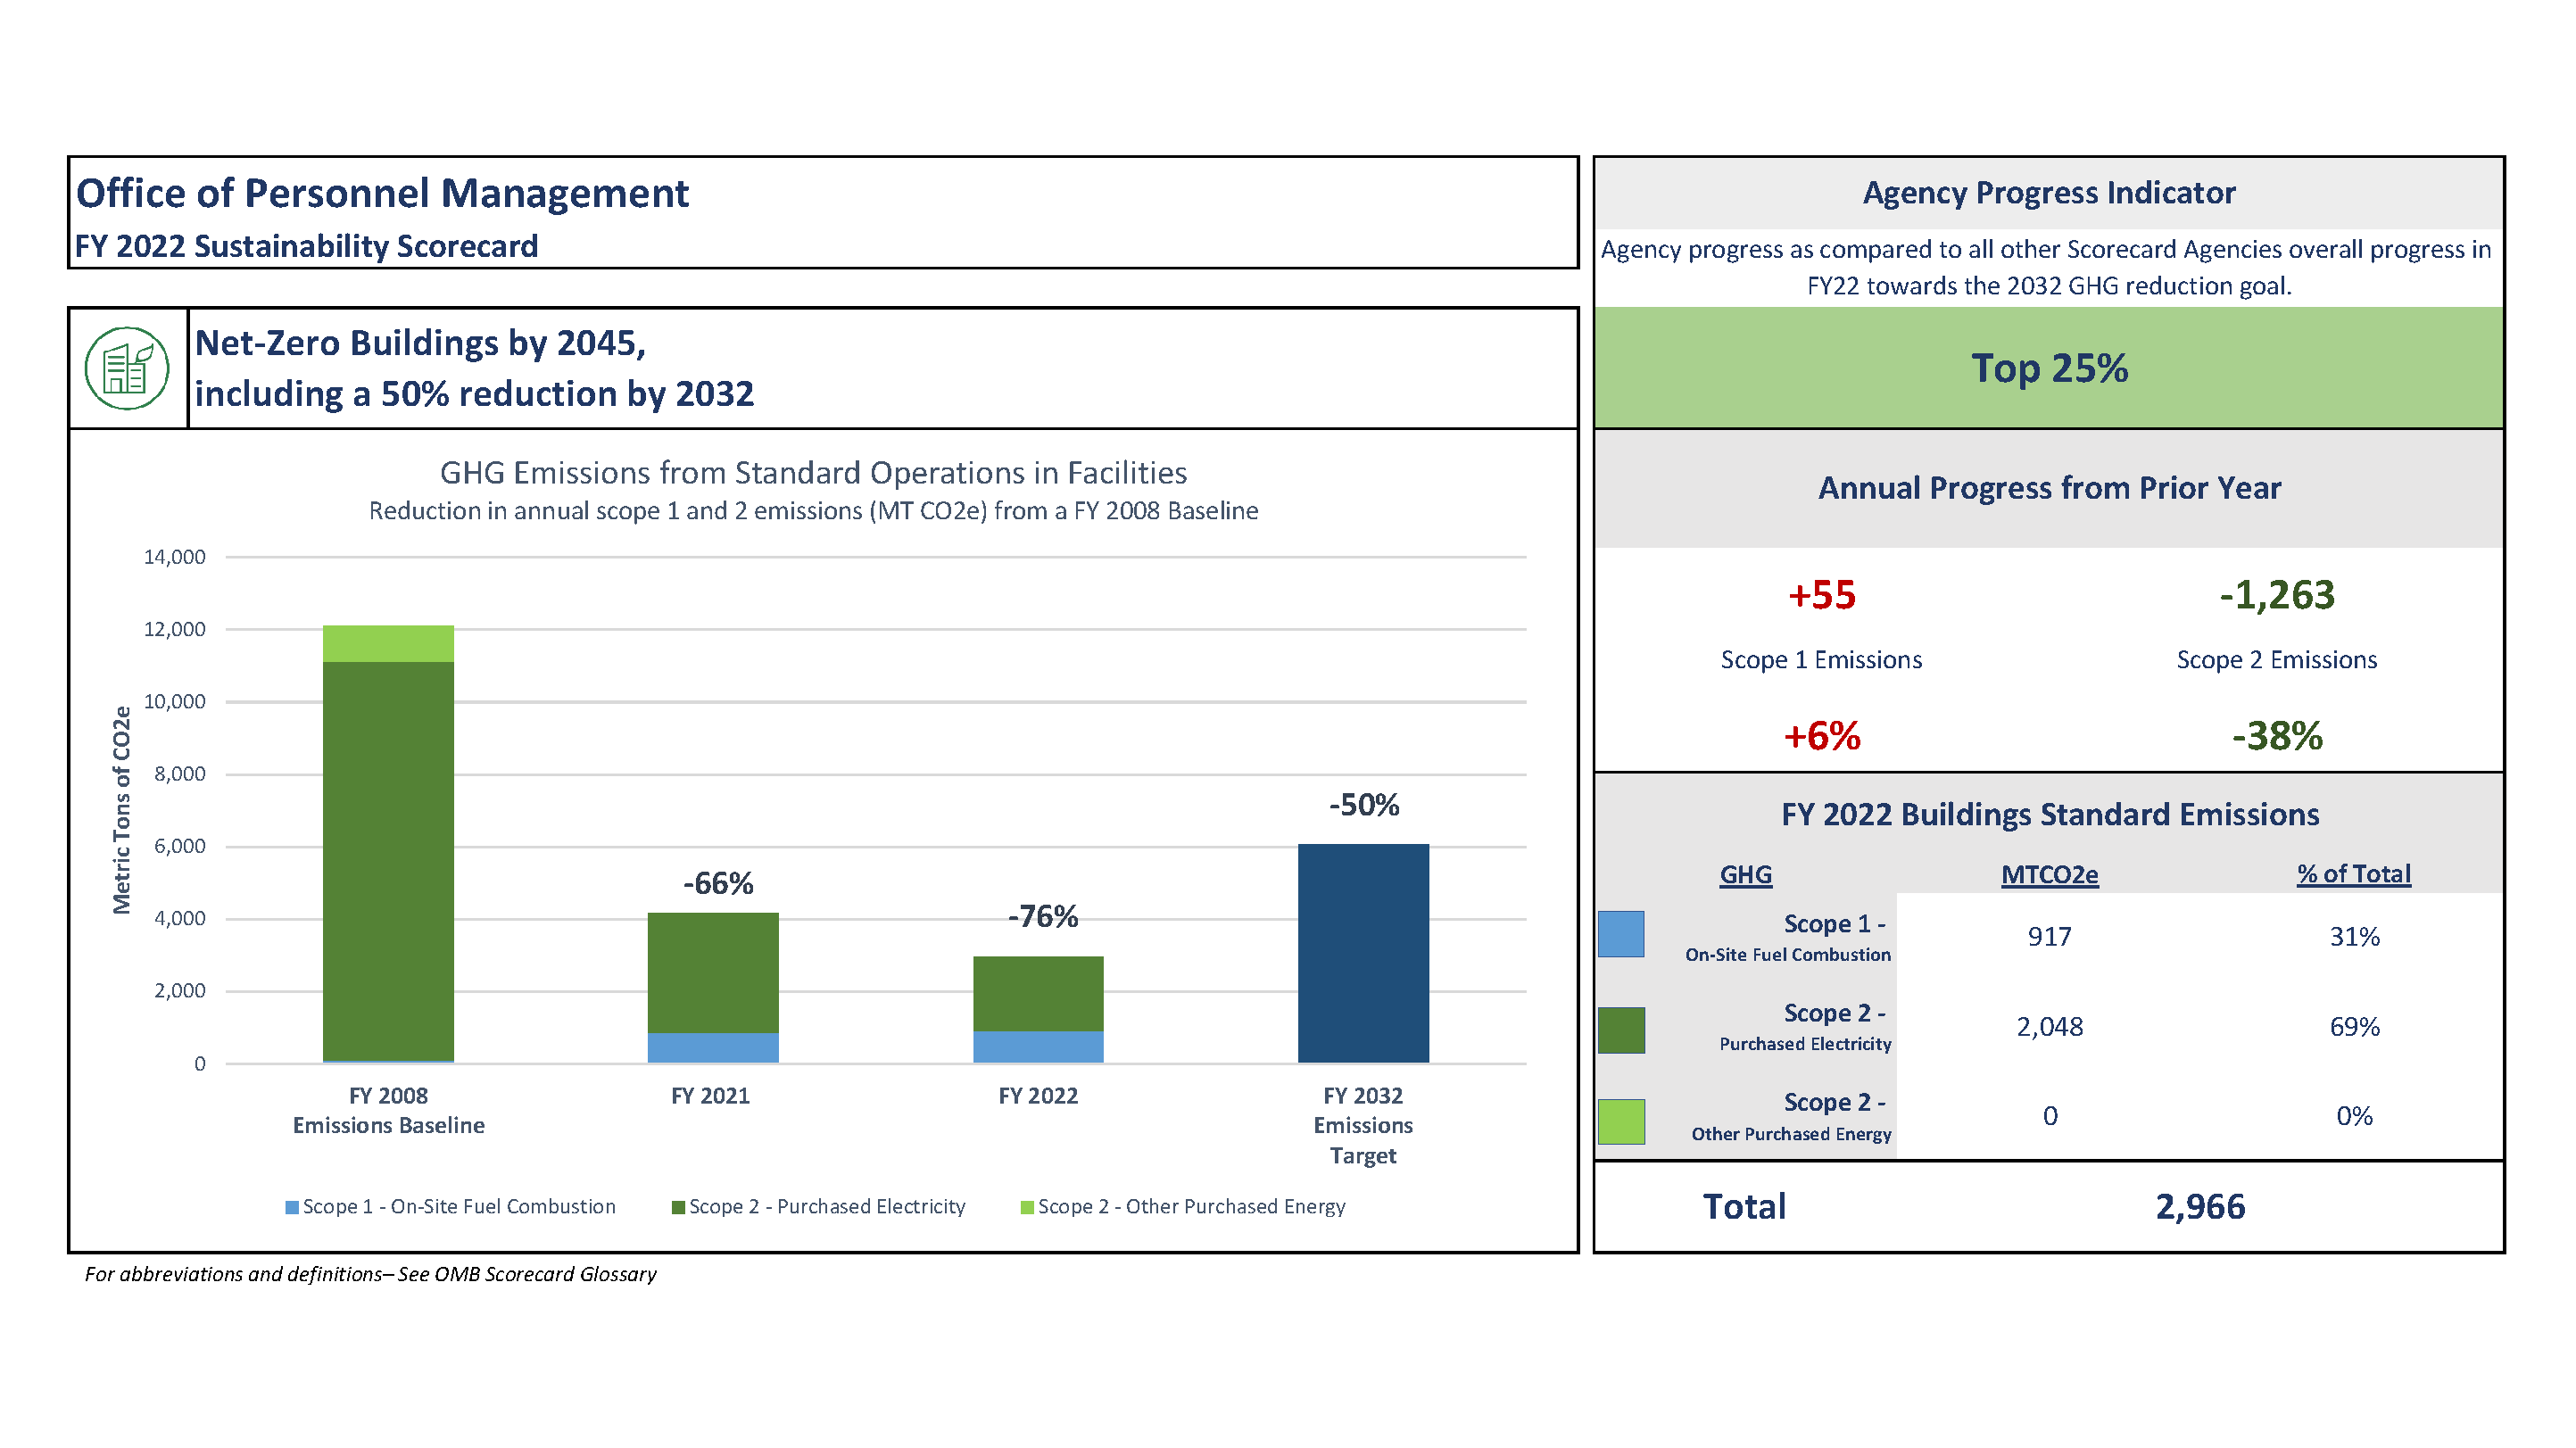 Office of Personnel Management
FY 2022 Sustainability Scorecard
Net-Zero Buildings by 2045,
including a 50% reduction by 2032
GHG Emissions from Standard Operations in Facilities
Reduction in annual scope 1 and 2 emissions (MT CO2e) from a FY 2008 Baseline
Metric Tons of CO2e
14,000
12,000
10,000
8,000
6,000
4,000
2,000
0
-66%
-76%
-50%
FY 2008
Emissions Baseline
FY 2021
FY 2022
FY 2032
Emissions
Target
Scope 1 - On-Site Fuel Combustion
Scope 2 - Purchased Electricity
Scope 2 - Other Purchased Energy
For abbreviations and definitions– See OMB Scorecard Glossary
Agency Progress Indicator
Agency progress as compared to all other Scorecard Agencies overall progress in
FY22 towards the 2032 GHG reduction goal.
Top 25%
Annual Progress from Prior Year
+55 -1,263
Scope 1 Emissions Scope 2 Emissions
+6% -38%
FY 2022 Buildings Standard Emissions
GHG MTCO2e % of Total
Scope 1 -
On-Site Fuel Combustion
917 31%
Scope 2 -
Purchased Electricity
2,048 69%
Scope 2 -
Other Purchased Energy
0 0%
Total 2,966